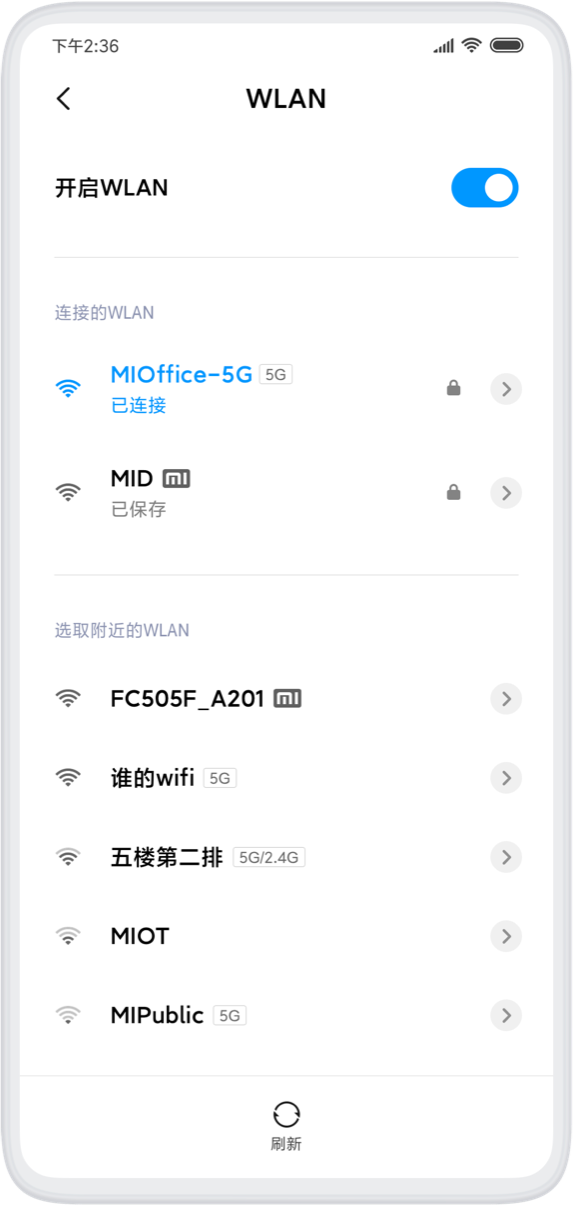 下午2:36
WLAN
开启WLAN
连接的WLAN
MIOffice-5G 5G
已连接
MID mi
已保存
选取附近的WLAN
FC505F_A201 mi
谁的wifi 5G
五楼第二排 5G/2.4G
MIOT
MIPublic 5G
刷新